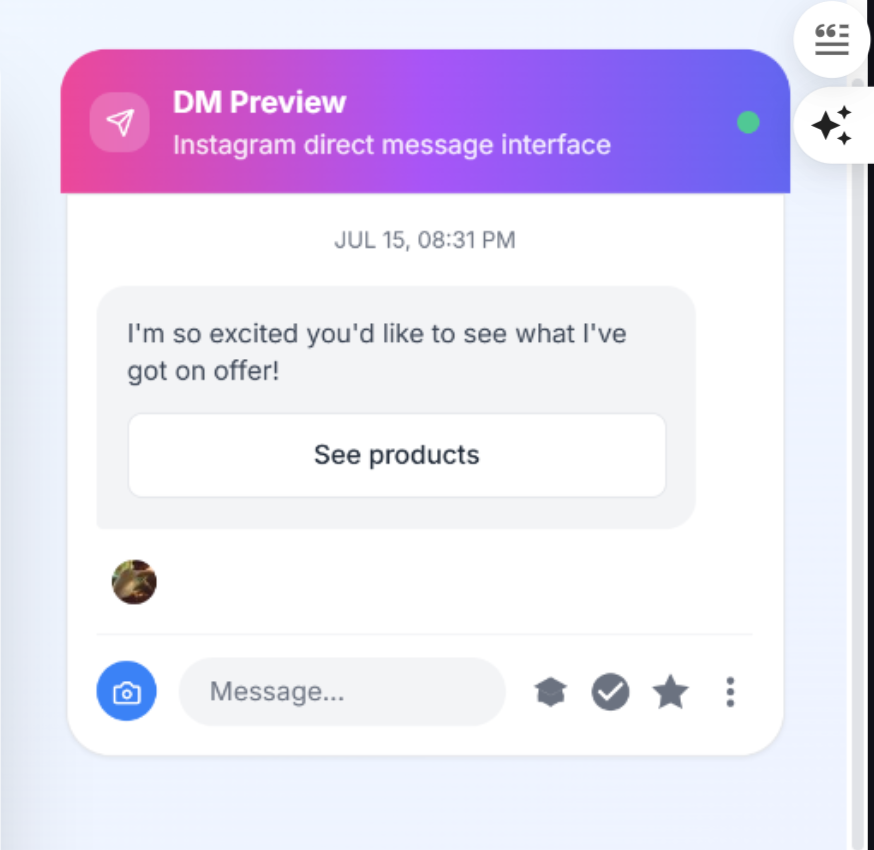 DM Preview
Instagram direct message interface
JUL 15, 08:31 PM
I'm so excited you'd like to see what I've
got on offer!
See products
Message...